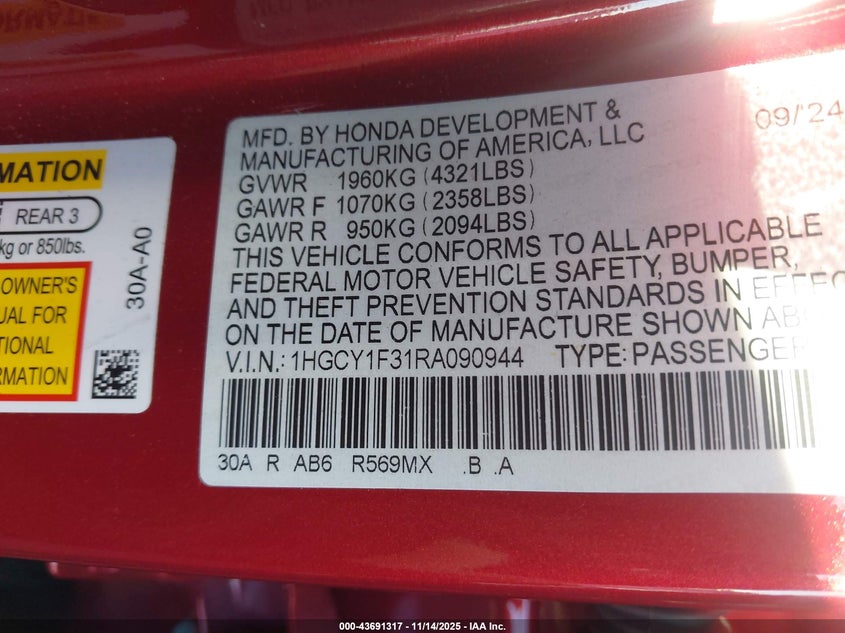 MATION
REAR 3
kg or 850lbs.
OWNER'S
UAL FOR
TIONAL
RMATION
30A-A0
MFD. BY HONDA DEVELOPMENT & 09/24
MANUFACTURING OF AMERICA, LLC
GVWR 1960KG (4321LBS)
GAWR F 1070KG (2358LBS)
GAWR R 950KG (2094LBS)
THIS VEHICLE CONFORMS TO ALL APPLICABLE
FEDERAL MOTOR VEHICLE SAFETY, BUMPER,
AND THEFT PREVENTION STANDARDS IN EFFEC
ON THE DATE OF MANUFACTURE SHOWN AB
V.I.N.: 1HGCY1F31RA090944 TYPE: PASSENGER
30A R AB6 R569MX .B .A
000-43691317 | 11/14/2025 | IAA Inc.